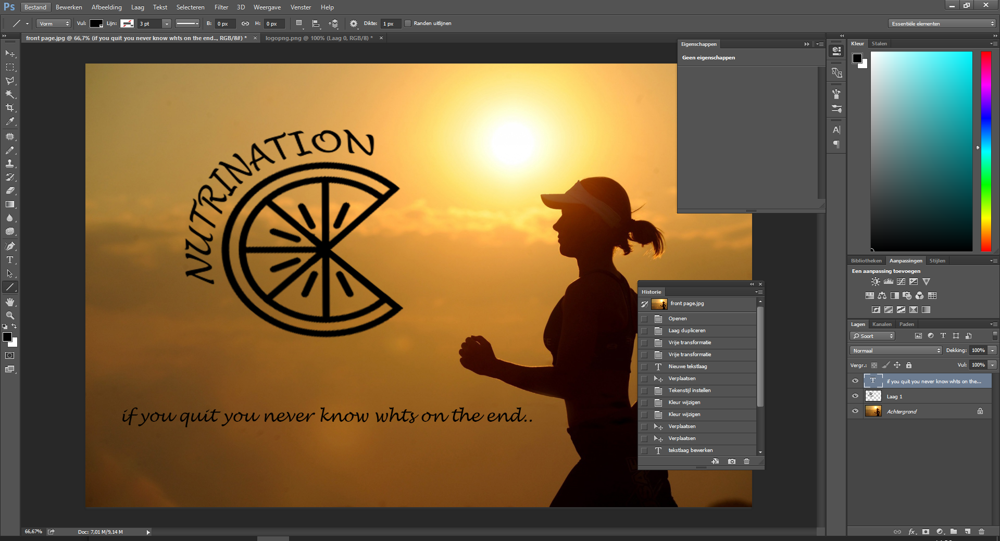 Ps Bestand Bewerken Afbeelding Laag Tekst Selecteren Filter 3D Weergave Venster Help
Vorm Vul: Lijn: 3 pt B: 0 px H: 0 px Dikte: 1 px Randen uitlijnen Essentiële elementen
front page.jpg @ 66,7% (if you quit you never know whts on the end.., RGB/8#) * × logopng.png @ 100% (Laag 0, RGB/8) * ×
Eigenschappen
Geen eigenschappen
Kleur Stalen
NUTRINATION
if you quit you never know whts on the end..
Historie
front page.jpg
Openen
Laag dupliceren
Vrije transformatie
Vrije transformatie
Nieuwe tekstlaag
Verplaatsen
Tekenstijl instellen
Kleur wijzigen
Kleur wijzigen
Verplaatsen
Verplaatsen
tekstlaag bewerken
Bibliotheken Aanpassingen Stijlen
Een aanpassing toevoegen
Lagen Kanalen Paden
Soort
Normaal Dekking: 100%
Vergr.: Vul: 100%
if you quit you never know whts on the...
Laag 1
Achtergrond
fx
66,67% Doc: 7,01 M/9,14 M